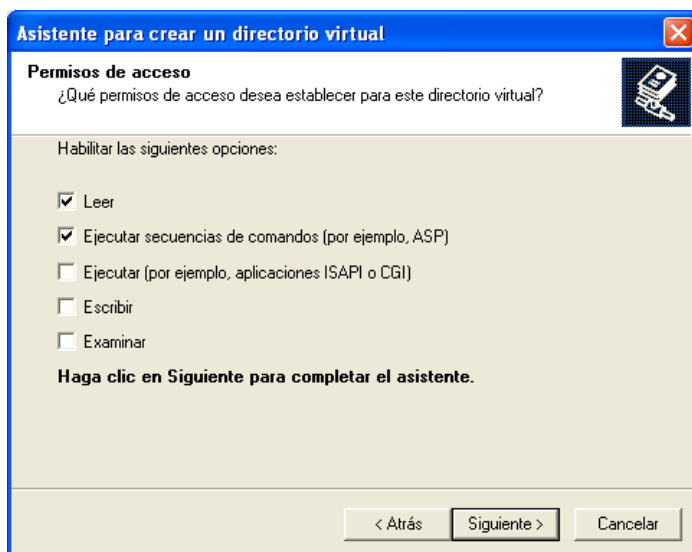 Asistente para crear un directorio virtual
Permisos de acceso
¿Qué permisos de acceso desea establecer para este directorio virtual?
Habilitar las siguientes opciones:
Leer
Ejecutar secuencias de comandos (por ejemplo, ASP)
Ejecutar (por ejemplo, aplicaciones ISAPI o CGI)
Escribir
Examinar
Haga clic en Siguiente para completar el asistente.
< Atrás Siguiente > Cancelar